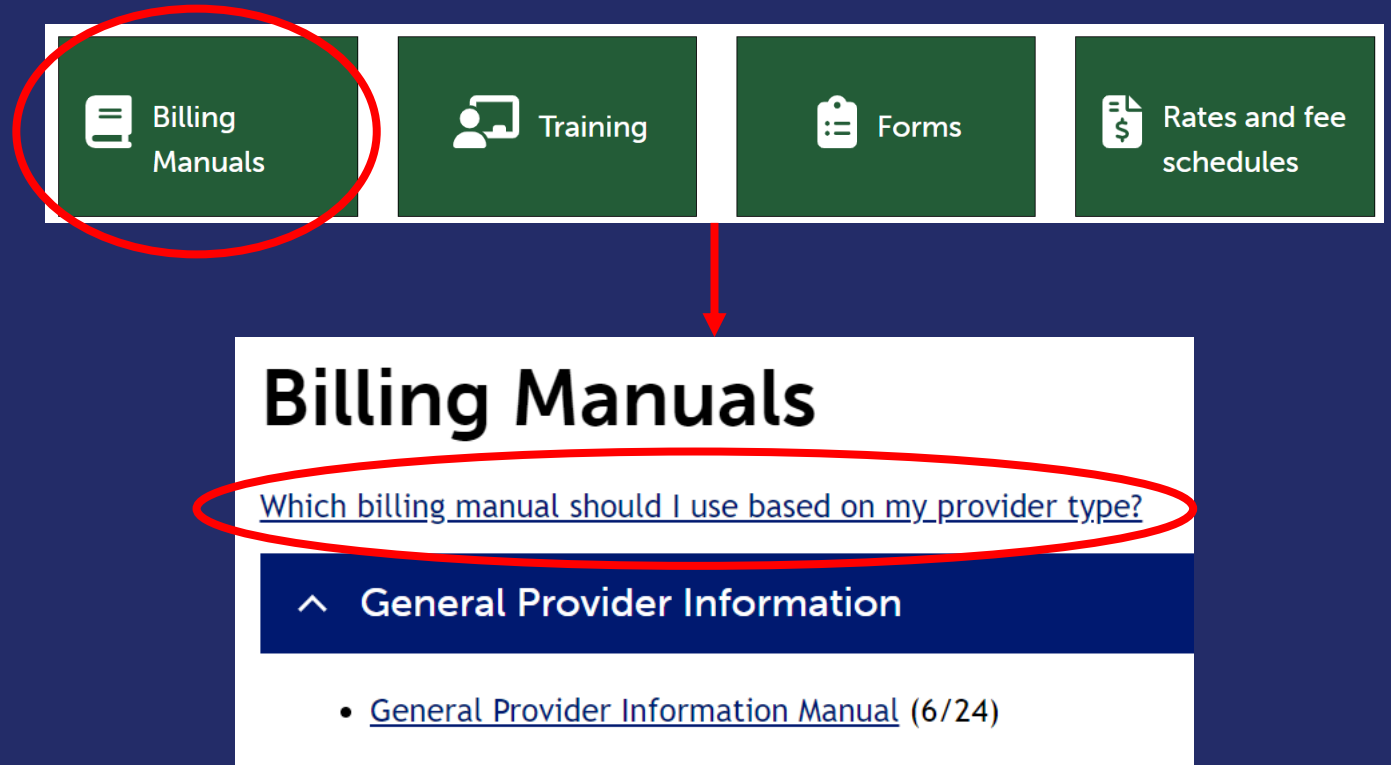 Billing
Manuals
Training
Forms
Rates and fee
schedules
Billing Manuals
Which billing manual should I use based on my provider type?
General Provider Information
• General Provider Information Manual (6/24)